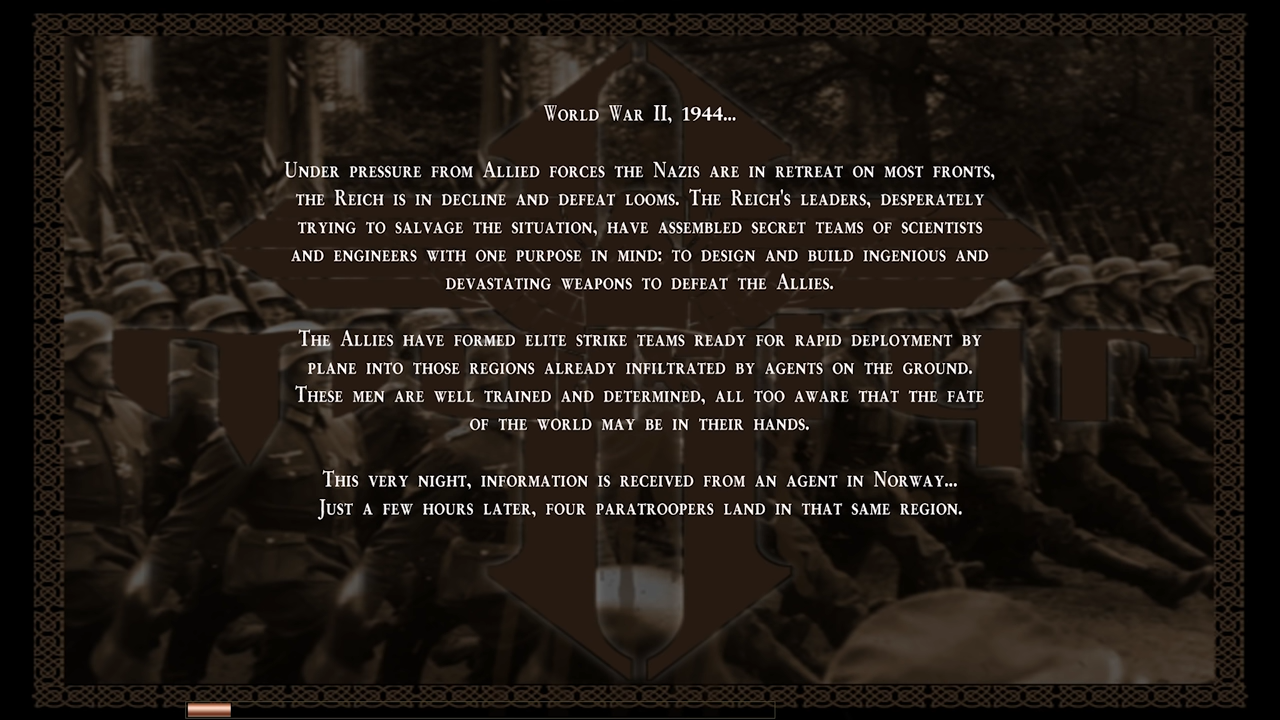 World War II, 1944...
Under pressure from Allied forces the Nazis are in retreat on most fronts,
the Reich is in decline and defeat looms. The Reich's leaders, desperately
trying to salvage the situation, have assembled secret teams of scientists
and engineers with one purpose in mind: to design and build ingenious and
devastating weapons to defeat the Allies.
The Allies have formed elite strike teams ready for rapid deployment by
plane into those regions already infiltrated by agents on the ground.
These men are well trained and determined, all too aware that the fate
of the world may be in their hands.
This very night, information is received from an agent in Norway...
Just a few hours later, four paratroopers land in that same region.